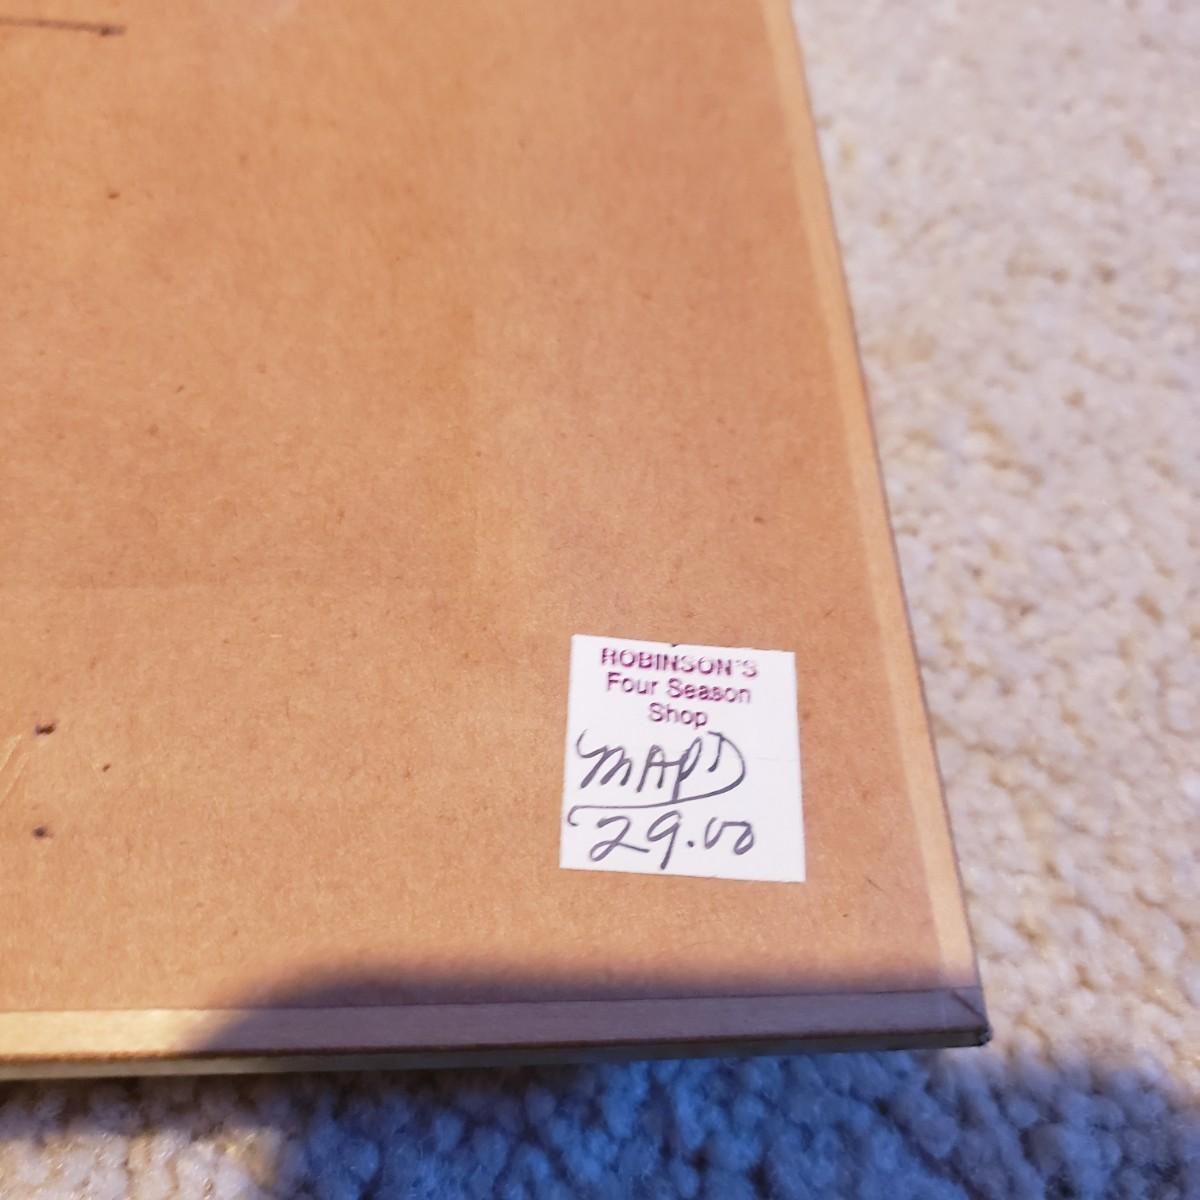 ROBINSON'S
Four Season
Shop
MAPD
29.00